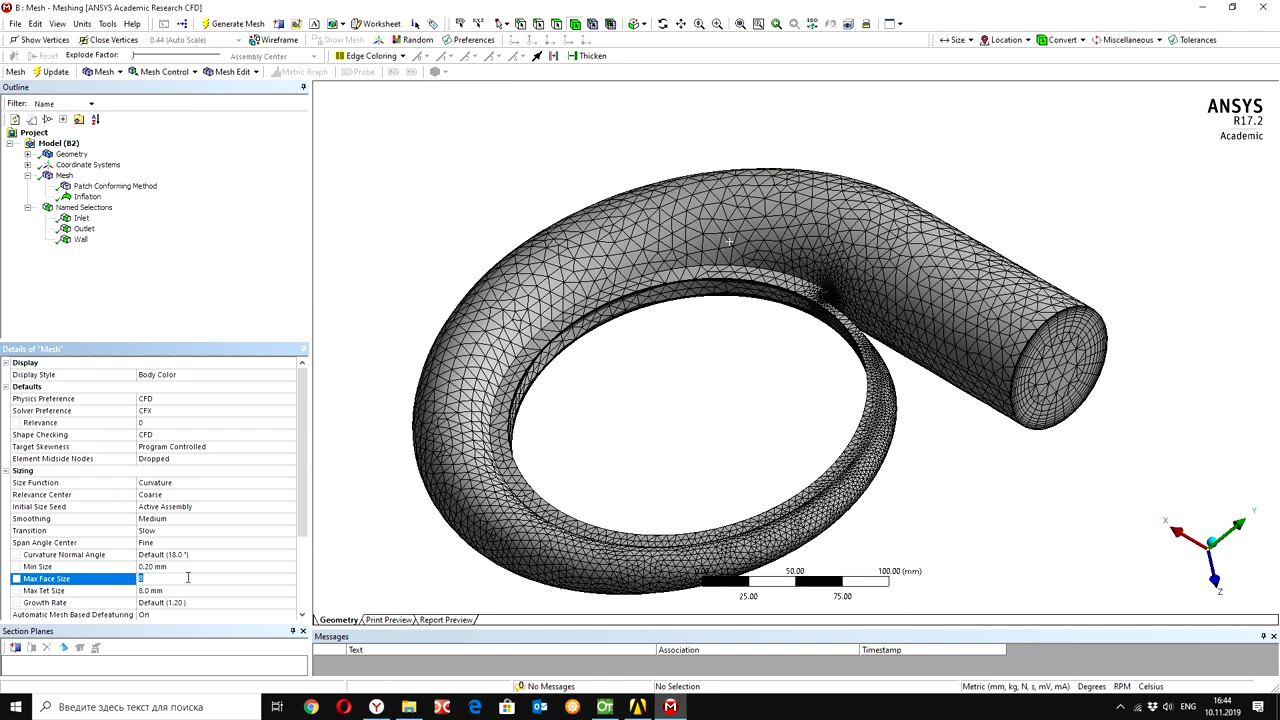 B : Mesh - Meshing [ANSYS Academic Research CFD]
File Edit View Units Tools Help Generate Mesh Worksheet
Show Vertices Close Vertices 0.44 (Auto Scale) Wireframe Show Mesh Random Preferences Size Location Convert Miscellaneous Tolerances
Reset Explode Factor: Assembly Center Edge Coloring Thicken
Mesh Update Mesh Mesh Control Mesh Edit Metric Graph Probe
Outline
Filter: Name
Project
Model (B2)
Geometry
Coordinate Systems
Mesh
Patch Conforming Method
Inflation
Named Selections
Inlet
Outlet
Wall
ANSYS
R17.2
Academic
Details of "Mesh"
Display
Display Style Body Color
Defaults
Physics Preference CFD
Solver Preference CFX
Relevance 0
Shape Checking CFD
Target Skewness Program Controlled
Element Midside Nodes Dropped
Sizing
Size Function Curvature
Relevance Center Coarse
Initial Size Seed Active Assembly
Smoothing Medium
Transition Slow
Span Angle Center Fine
Curvature Normal Angle Default (18.0 °)
Min Size 0.20 mm
Max Face Size 8
Max Tet Size 8.0 mm
Growth Rate Default (1.20 )
Automatic Mesh Based Defeaturing On
X Y Z
50.00 100.00 (mm)
25.00 75.00
Geometry Print Preview Report Preview
Section Planes
Messages
Text Association Timestamp
No Messages No Selection Metric (mm, kg, N, s, mV, mA) Degrees RPM Celsius
Введите здесь текст для поиска
16:44
10.11.2019